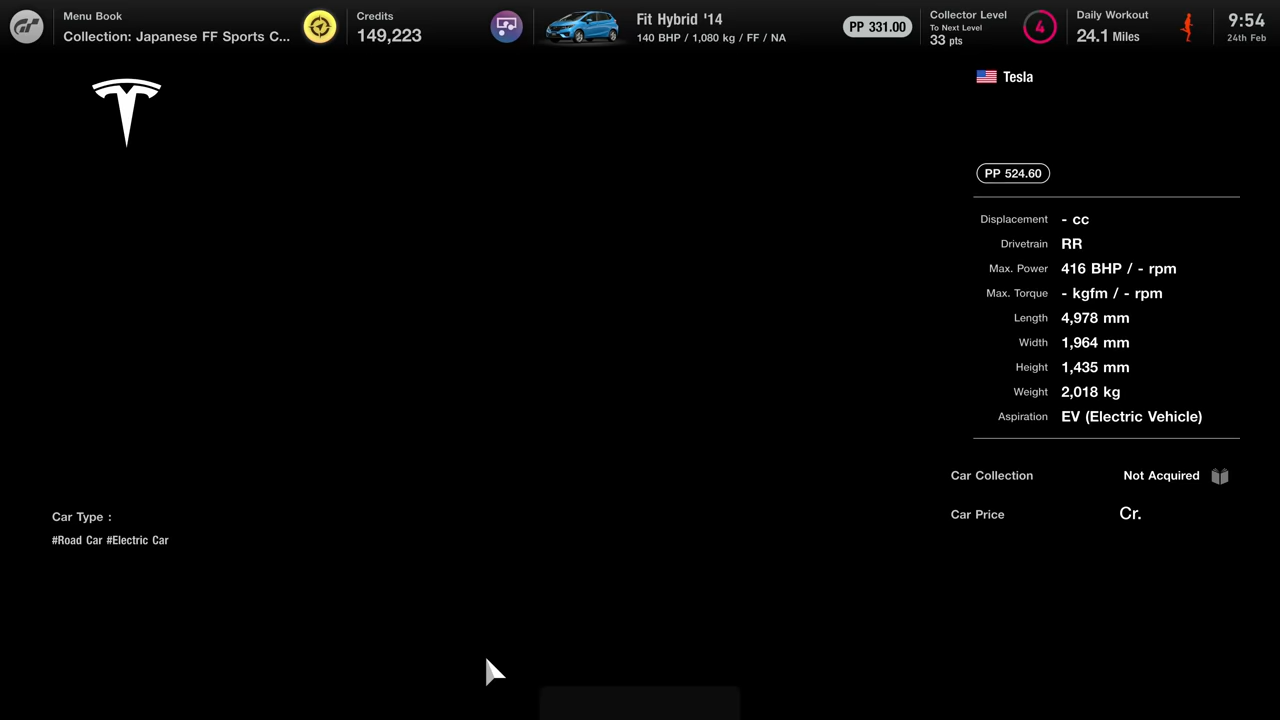 Menu Book
Collection: Japanese FF Sports C...
Credits
149,223
Fit Hybrid '14
140 BHP / 1,080 kg / FF / NA
PP 331.00
Collector Level
To Next Level
33 pts
4
Daily Workout
24.1 Miles
9:54
24th Feb
Tesla
PP 524.60
Displacement - cc
Drivetrain RR
Max. Power 416 BHP / - rpm
Max. Torque - kgfm / - rpm
Length 4,978 mm
Width 1,964 mm
Height 1,435 mm
Weight 2,018 kg
Aspiration EV (Electric Vehicle)
Car Collection Not Acquired
Car Price Cr.
Car Type :
#Road Car #Electric Car